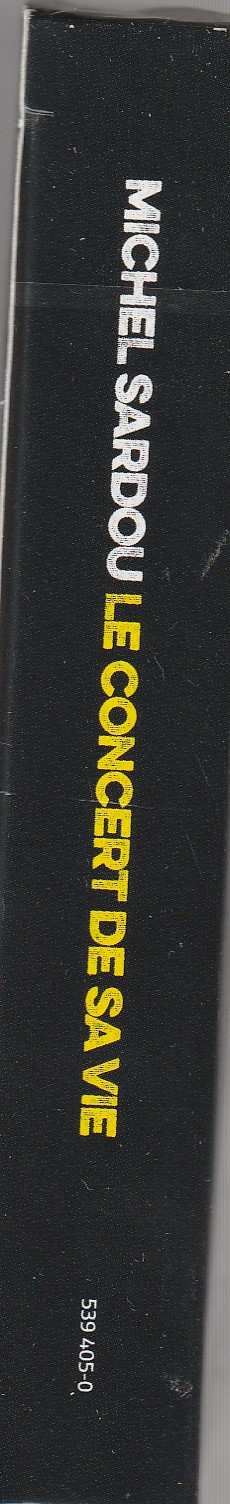 MICHEL SARDOU LE CONCERT DE SA VIE
539 405-0